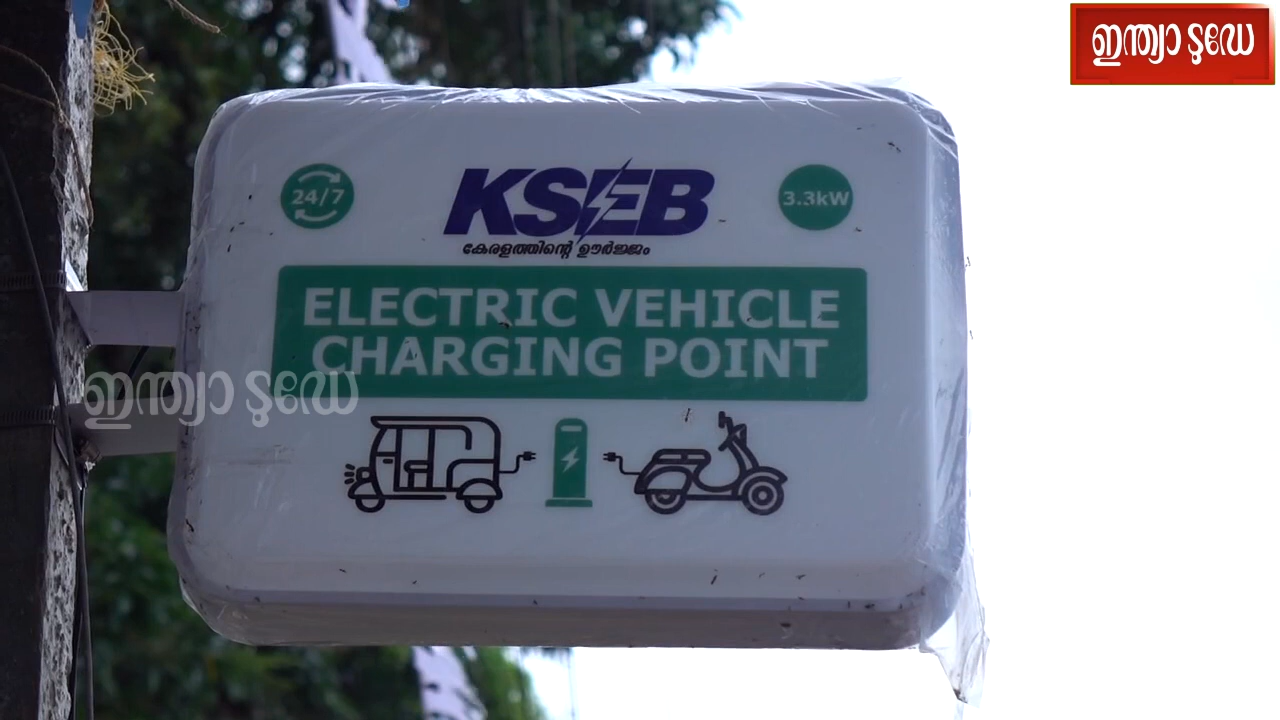 ഇന്ത്യാ ടുഡേ
24/7
KSEB
3.3kW
കേരളത്തിന്റെ ഊർജ്ജം
ELECTRIC VEHICLE
CHARGING POINT
ഇന്ത്യാ ടുഡേ